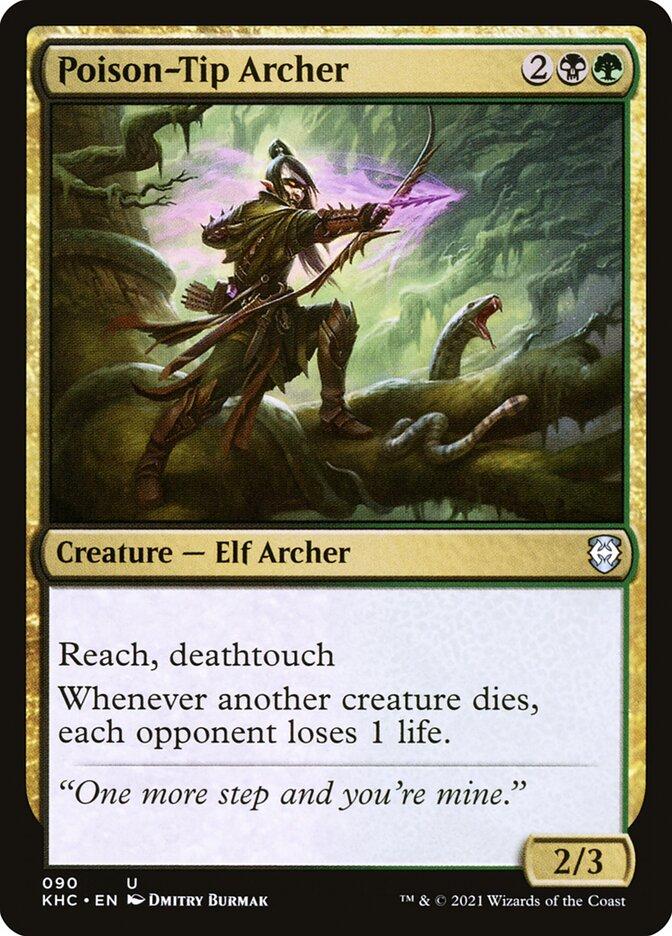 Poison-Tip Archer 2
Creature — Elf Archer
Reach, deathtouch
Whenever another creature dies,
each opponent loses 1 life.
“One more step and you’re mine.”
2/3
090 U
KHC • EN Dmitry Burmak ™ & © 2021 Wizards of the Coast